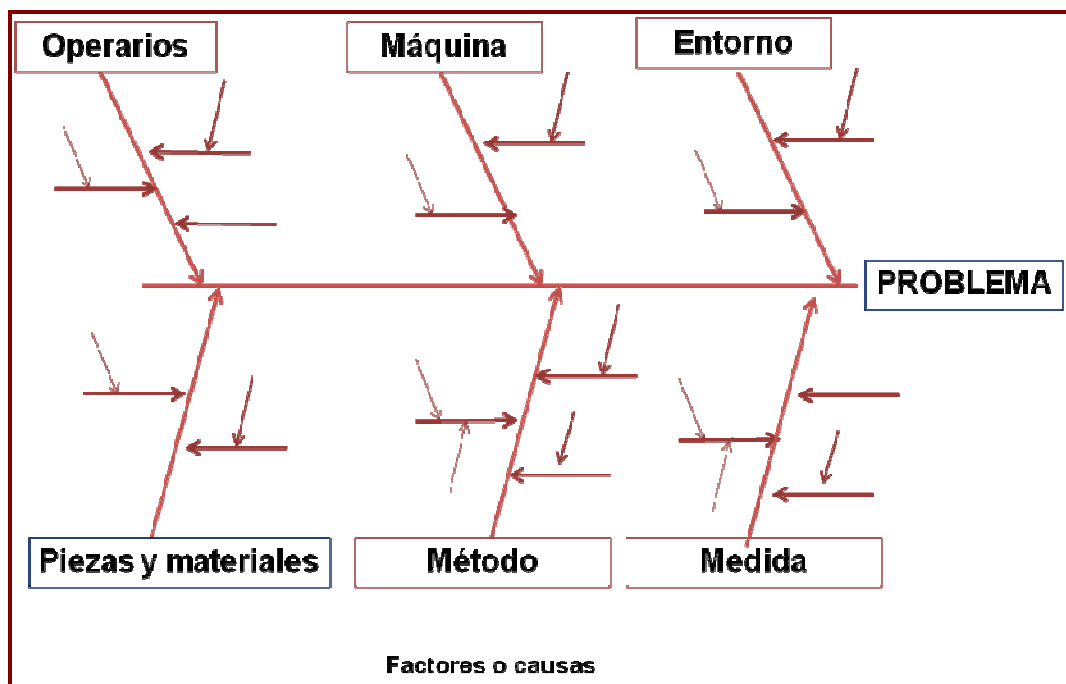 Operarios
Máquina
Entorno
PROBLEMA
Piezas y materiales
Método
Medida
Factores o causas